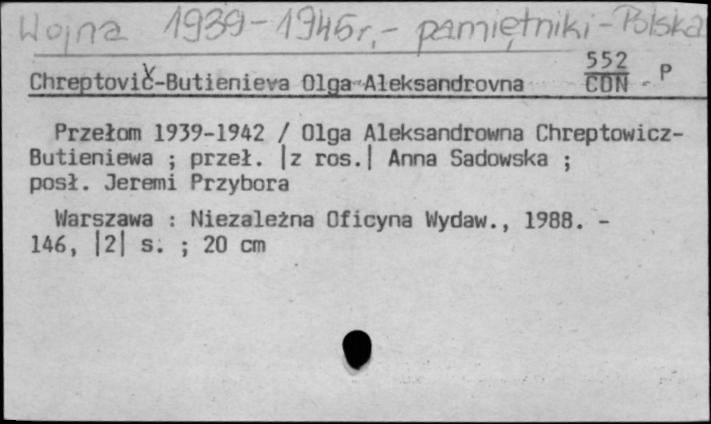 Wojna 1939-1945r.- pamiętniki-Polska
552
Chreptovič-Butienieva Olga Aleksandrovna CDN - P
Przełom 1939-1942 / Olga Aleksandrowna Chreptowicz-
Butieniewa ; przeł. |z ros.| Anna Sadowska ;
posł. Jeremi Przybora
Warszawa : Niezależna Oficyna Wydaw., 1988. -
146, |2| s. ; 20 cm